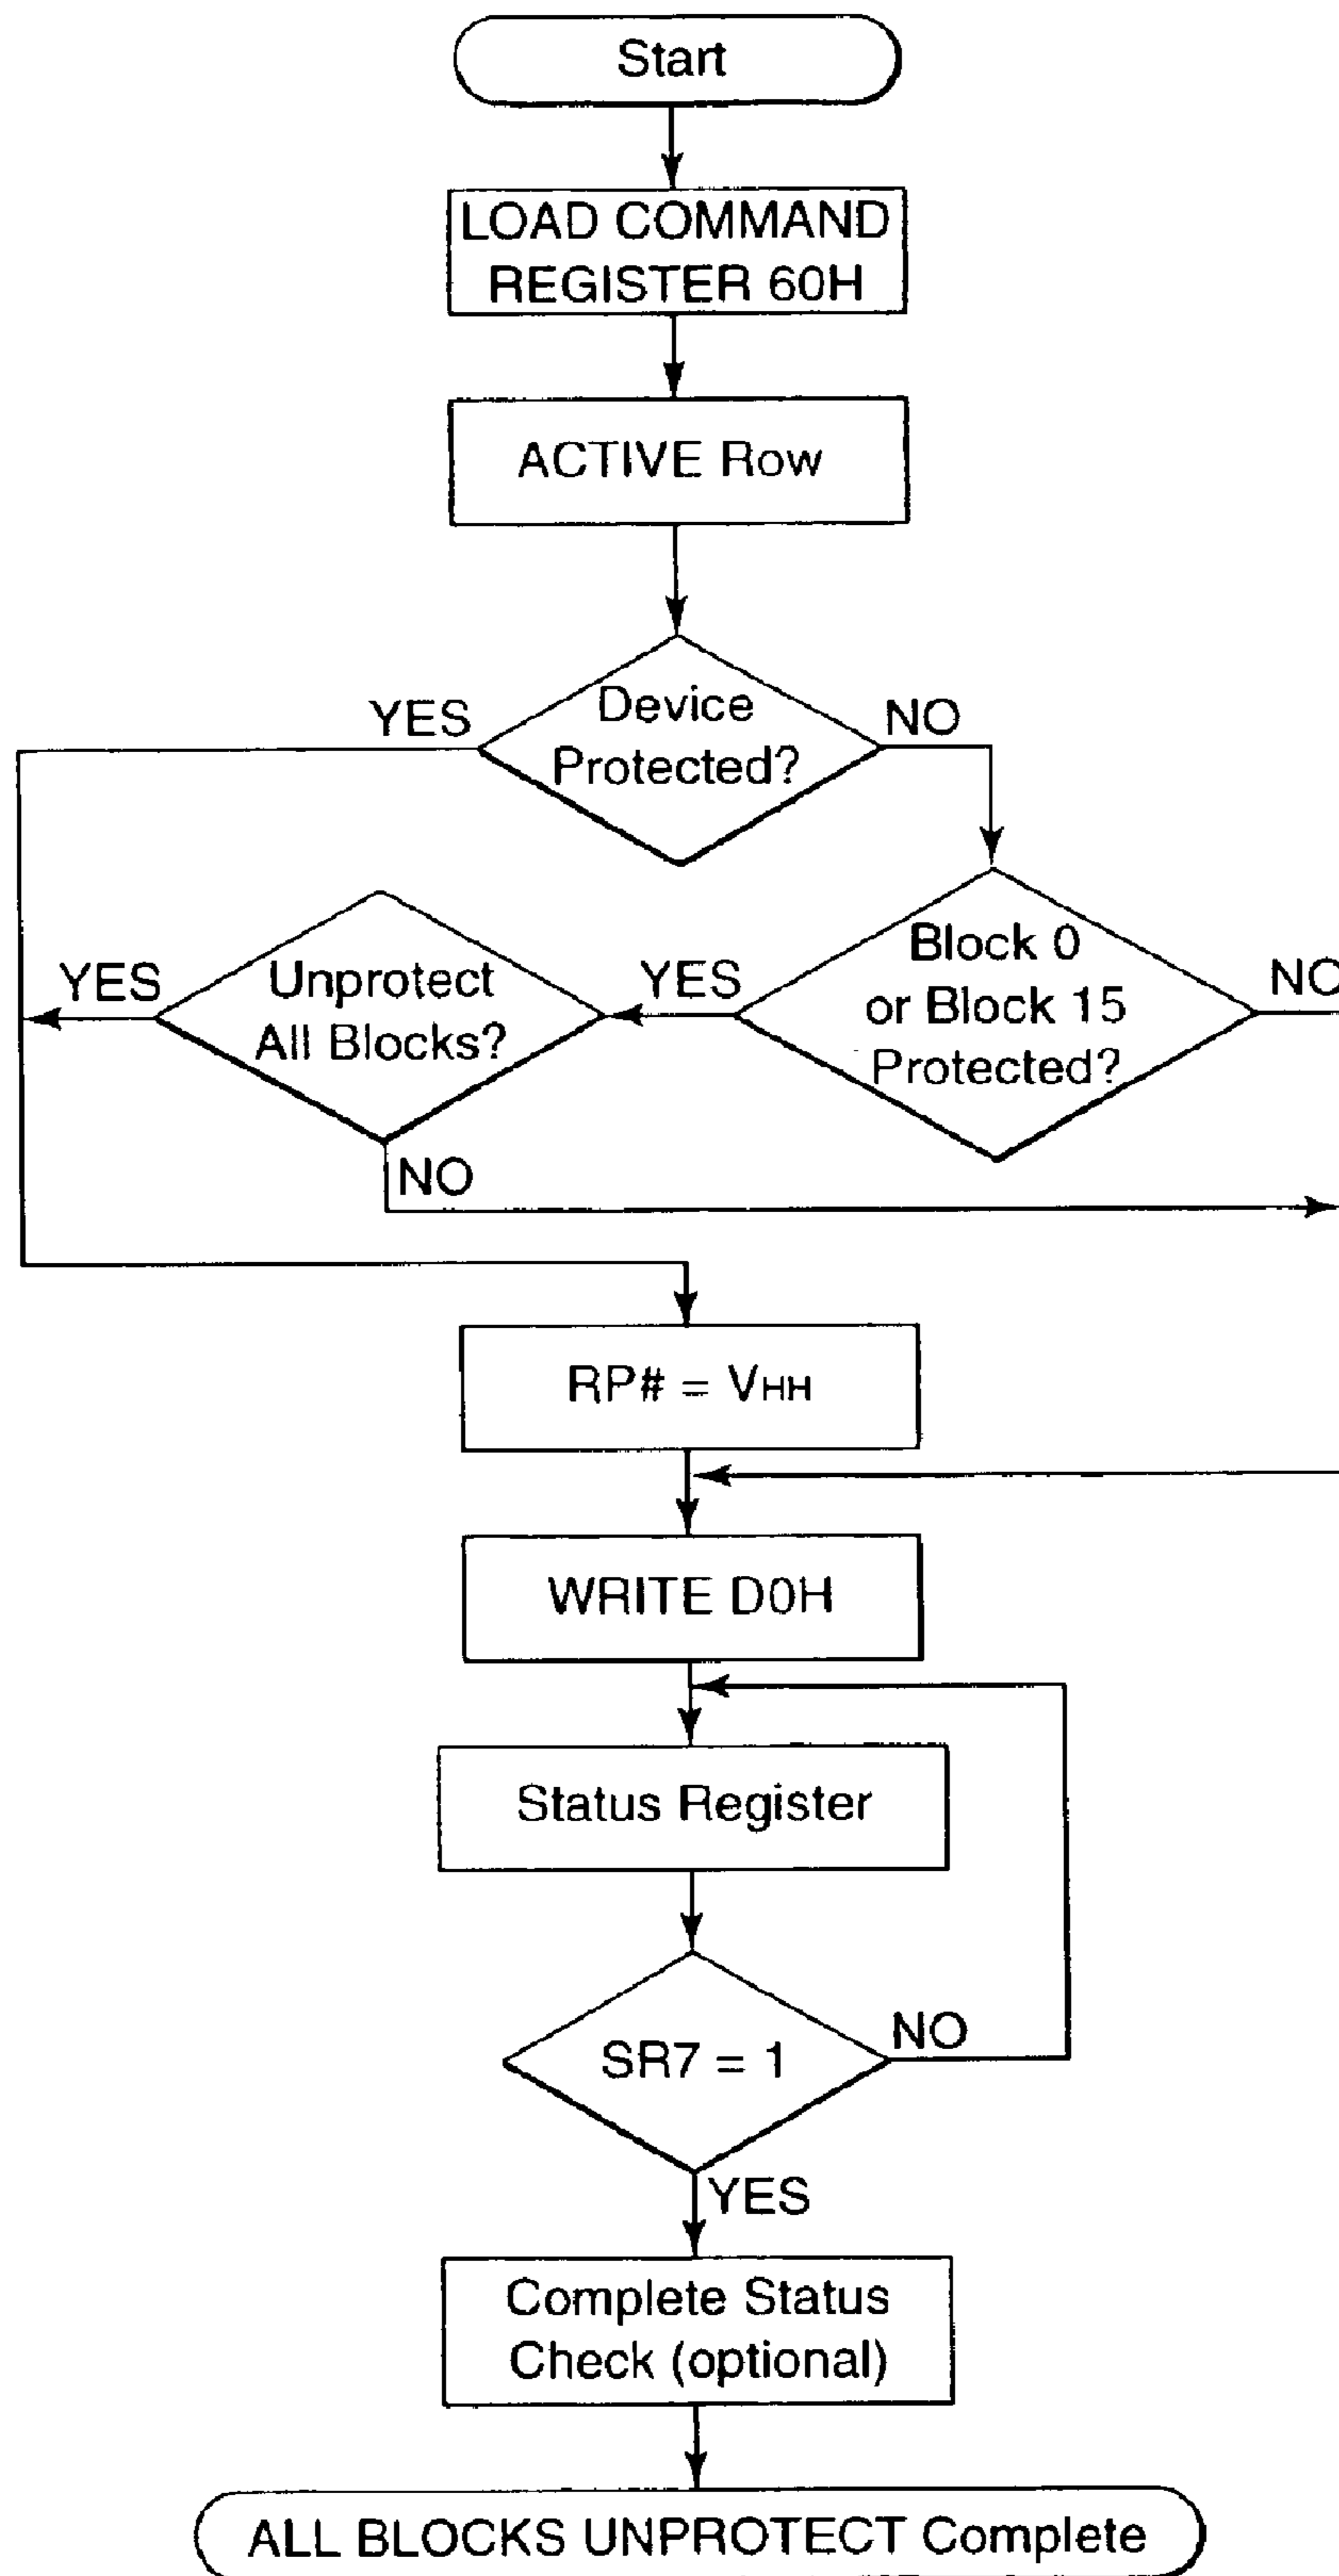 Start
LOAD COMMAND
REGISTER 60H
ACTIVE Row
YES
Device
Protected?
NO
YES
Unprotect
All Blocks?
YES
Block 0
or Block 15
Protected?
NO
NO
RP# = VHH
WRITE D0H
Status Register
SR7 = 1
NO
YES
Complete Status
Check (optional)
ALL BLOCKS UNPROTECT Complete